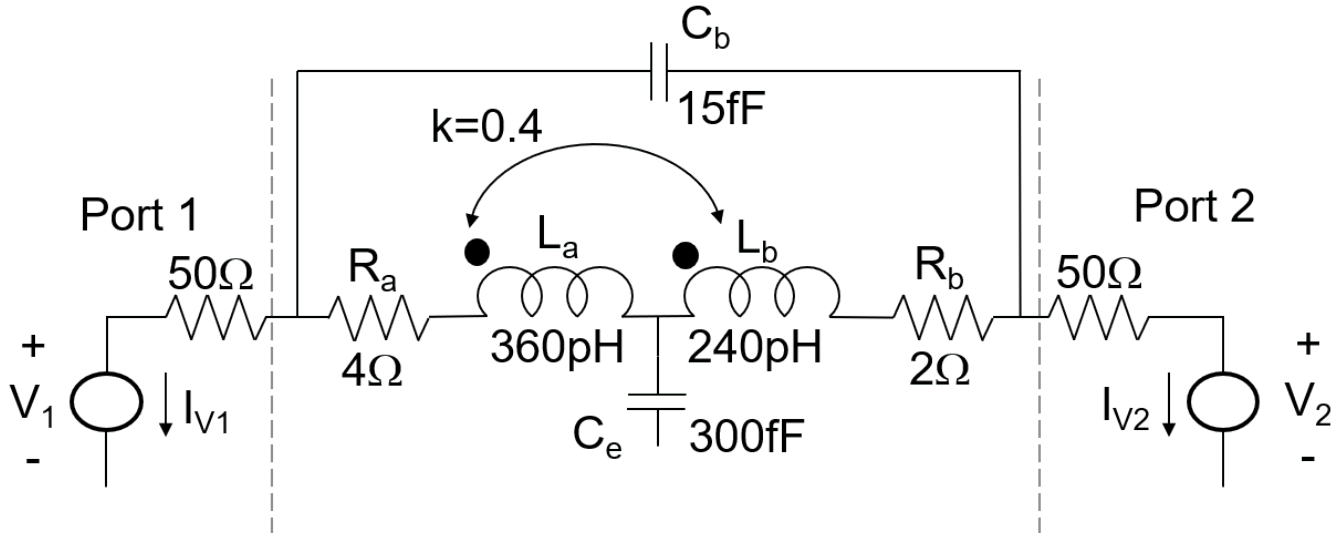 C_b
15fF
k=0.4
Port 1
Port 2
50Ω
R_a
L_a
L_b
R_b
50Ω
4Ω
360pH
240pH
2Ω
+
V_1
-
I_V1
C_e
300fF
I_V2
+
V_2
-